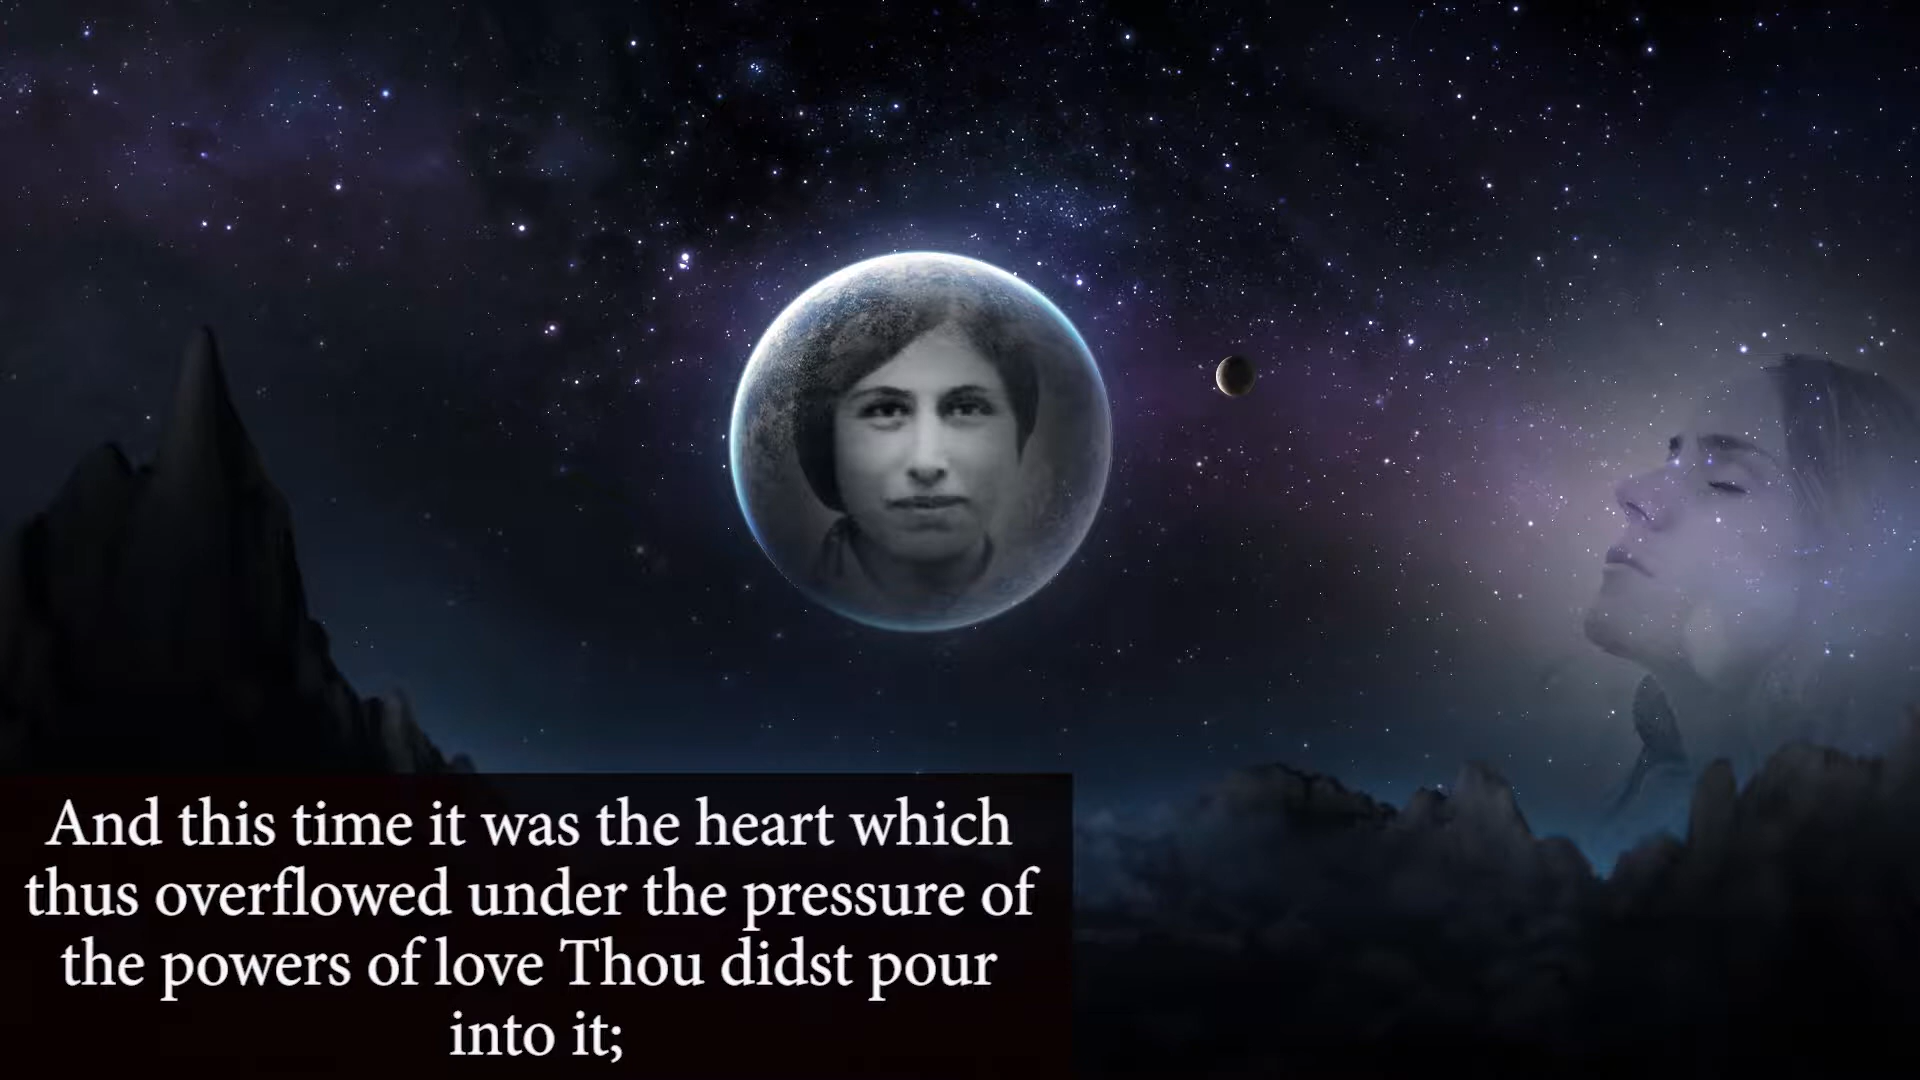 And this time it was the heart which
thus overflowed under the pressure of
the powers of love Thou didst pour
into it;